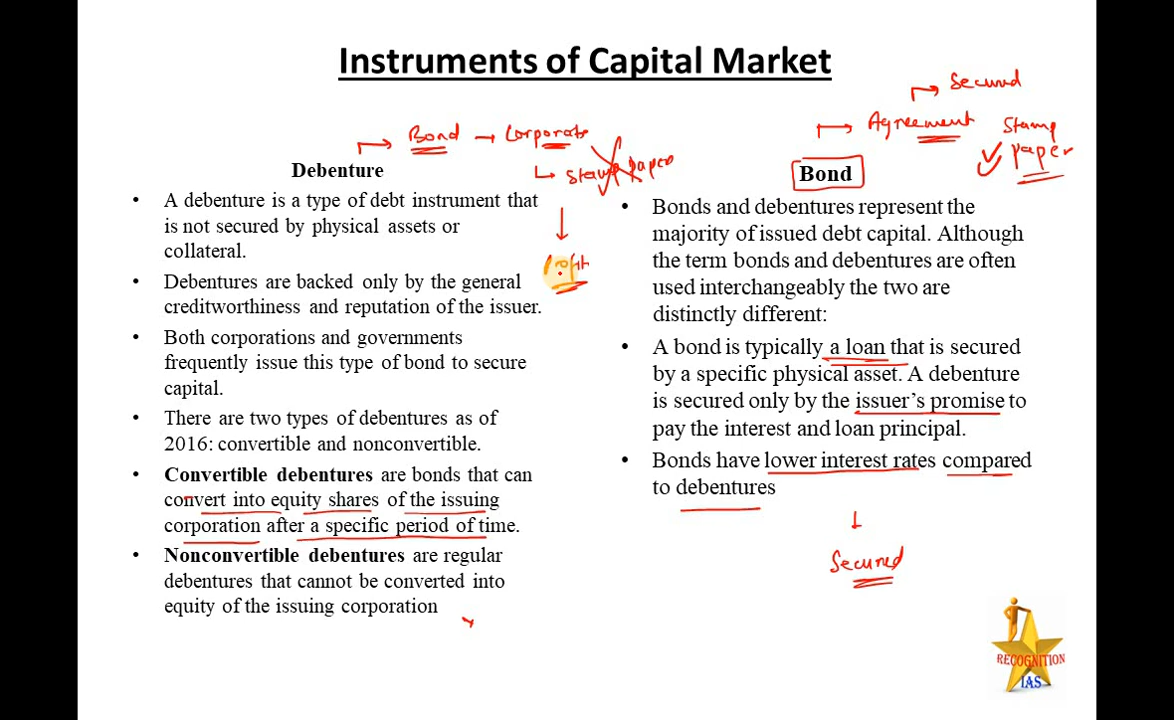 Instruments of Capital Market
Bond → Corporate
Stamp paper
Profit
Debenture
• A debenture is a type of debt instrument that
is not secured by physical assets or
collateral.
• Debentures are backed only by the general
creditworthiness and reputation of the issuer.
• Both corporations and governments
frequently issue this type of bond to secure
capital.
• There are two types of debentures as of
2016: convertible and nonconvertible.
• Convertible debentures are bonds that can
convert into equity shares of the issuing
corporation after a specific period of time.
• Nonconvertible debentures are regular
debentures that cannot be converted into
equity of the issuing corporation
Secured
Agreement
Stamp
paper
Bond
• Bonds and debentures represent the
majority of issued debt capital. Although
the term bonds and debentures are often
used interchangeably the two are
distinctly different:
• A bond is typically a loan that is secured
by a specific physical asset. A debenture
is secured only by the issuer's promise to
pay the interest and loan principal.
• Bonds have lower interest rates compared
to debentures
Secured
RECOGNITION
IAS